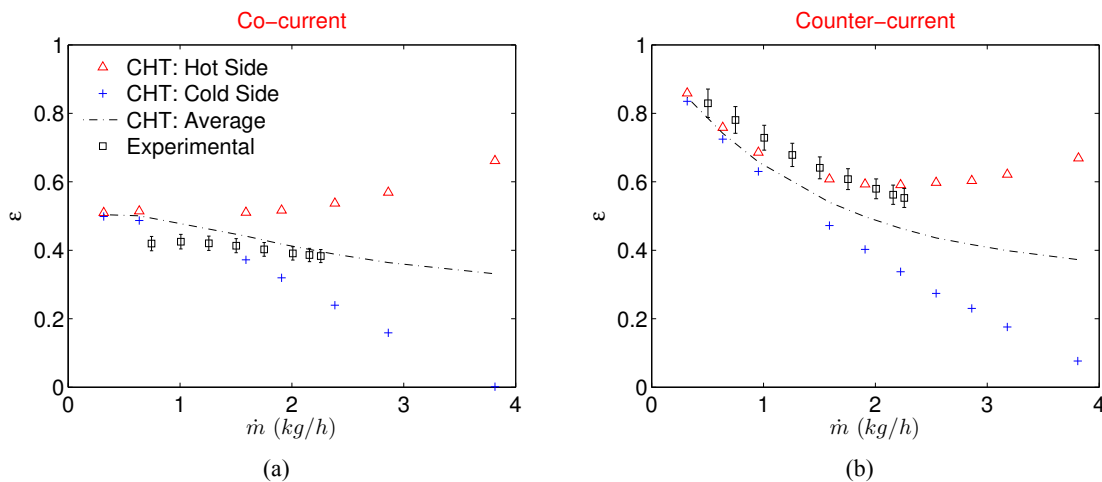 Co−current
1
0.8
0.6
0.4
0.2
0
ε
CHT: Hot Side
CHT: Cold Side
CHT: Average
Experimental
0 1 2 3 4
ṁ (kg/h)
(a)
Counter−current
1
0.8
0.6
0.4
0.2
0
ε
0 1 2 3 4
ṁ (kg/h)
(b)